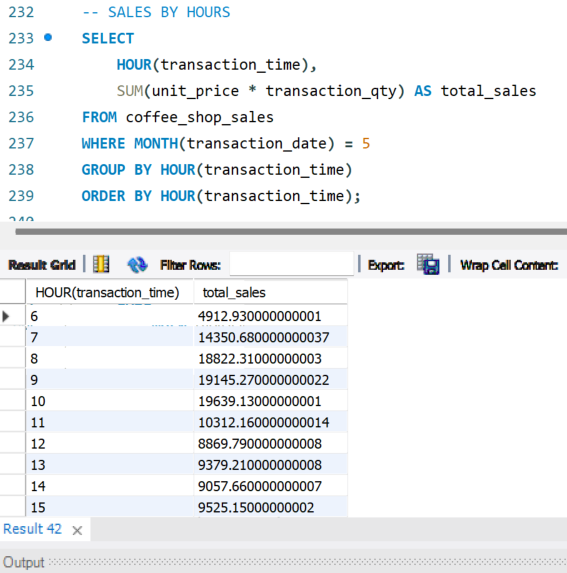 232 -- SALES BY HOURS
233 SELECT
234 HOUR(transaction_time),
235 SUM(unit_price * transaction_qty) AS total_sales
236 FROM coffee_shop_sales
237 WHERE MONTH(transaction_date) = 5
238 GROUP BY HOUR(transaction_time)
239 ORDER BY HOUR(transaction_time);
240
Result Grid Filter Rows: Export: Wrap Cell Content:
HOUR(transaction_time) total_sales
6 4912.930000000001
7 14350.680000000037
8 18822.31000000003
9 19145.270000000022
10 19639.13000000001
11 10312.160000000014
12 8869.790000000008
13 9379.210000000008
14 9057.660000000007
15 9525.15000000002
Result 42
Output